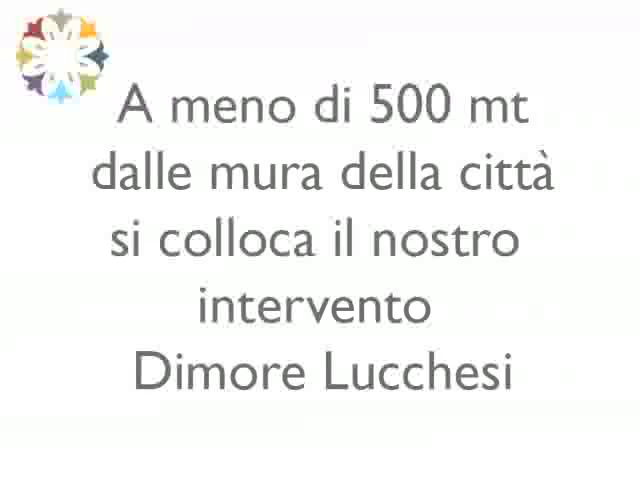 A meno di 500 mt
dalle mura della città
si colloca il nostro
intervento
Dimore Lucchesi